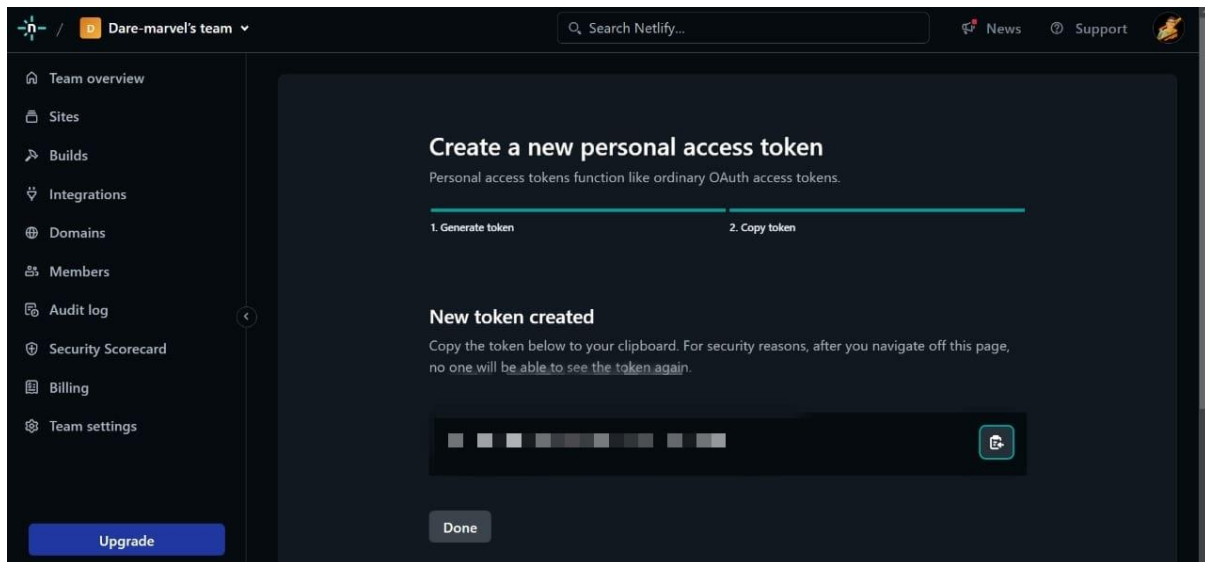 / D Dare-marvel's team
Search Netlify...
News
Support
Team overview
Sites
Builds
Integrations
Domains
Members
Audit log
Security Scorecard
Billing
Team settings
Upgrade
Create a new personal access token
Personal access tokens function like ordinary OAuth access tokens.
1. Generate token
2. Copy token
New token created
Copy the token below to your clipboard. For security reasons, after you navigate off this page,
no one will be able to see the token again.
Done